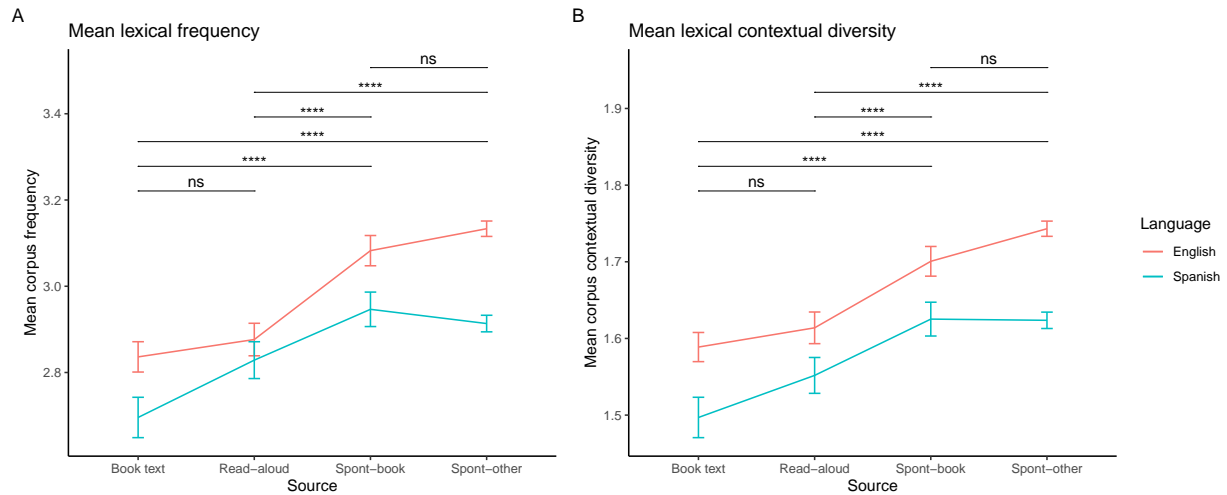 A
Mean lexical frequency
ns
****
****
****
****
ns
3.4
3.2
3.0
2.8
Mean corpus frequency
Book text
Read−aloud
Spont−book
Spont−other
Source
B
Mean lexical contextual diversity
ns
****
****
****
****
ns
1.9
1.8
1.7
1.6
1.5
Mean corpus contextual diversity
Book text
Read−aloud
Spont−book
Spont−other
Source
Language
English
Spanish